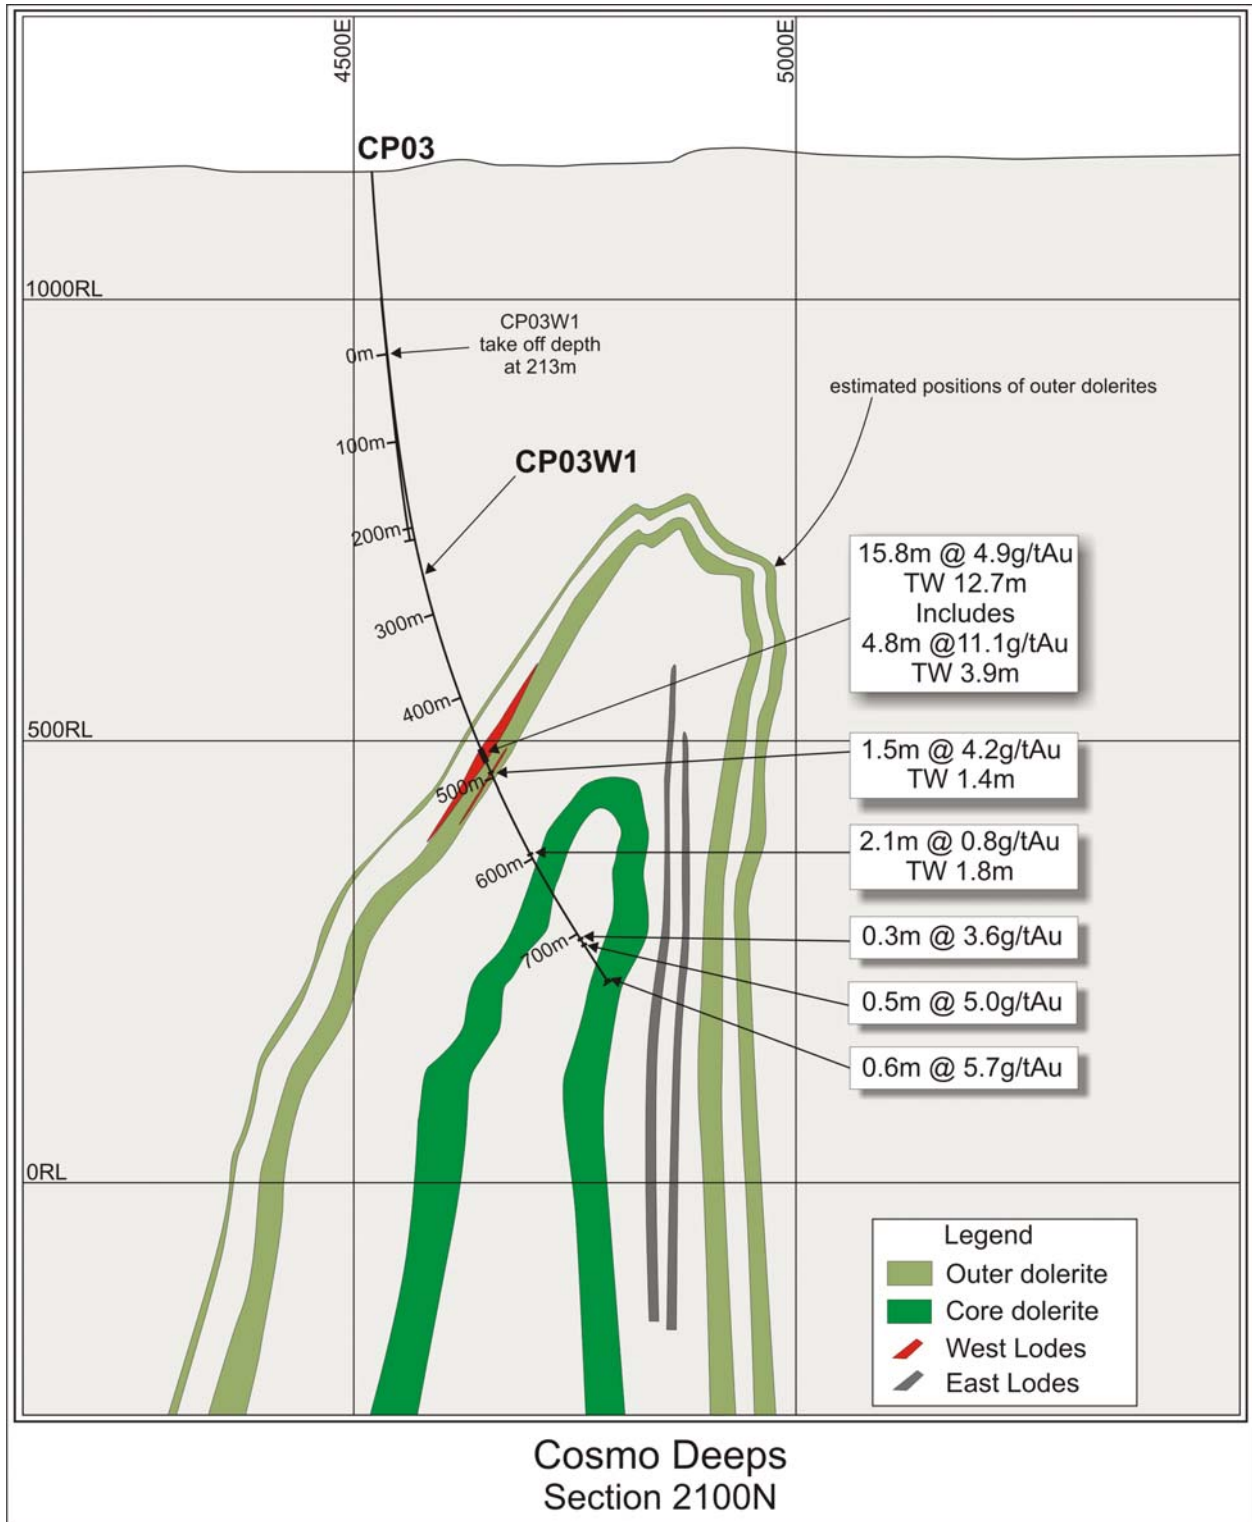 4500E
5000E
CP03
1000RL
CP03W1
take off depth
at 213m
0m
estimated positions of outer dolerites
100m
CP03W1
200m
15.8m @ 4.9g/tAu
TW 12.7m
Includes
4.8m @11.1g/tAu
TW 3.9m
300m
400m
500RL
1.5m @ 4.2g/tAu
TW 1.4m
500m
2.1m @ 0.8g/tAu
TW 1.8m
600m
0.3m @ 3.6g/tAu
700m
0.5m @ 5.0g/tAu
0.6m @ 5.7g/tAu
0RL
Legend
Outer dolerite
Core dolerite
West Lodes
East Lodes
Cosmo Deeps
Section 2100N